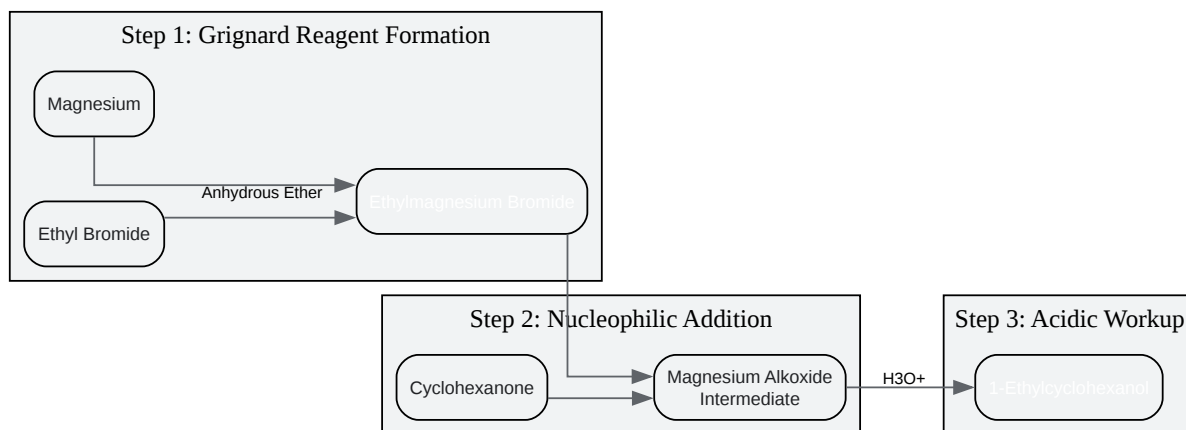 Step 1: Grignard Reagent Formation
Magnesium
Anhydrous Ether
Ethylmagnesium Bromide
Ethyl Bromide
Step 2: Nucleophilic Addition
Step 3: Acidic Workup
Cyclohexanone
Magnesium Alkoxide
Intermediate
H3O+
1-Ethylcyclohexanol